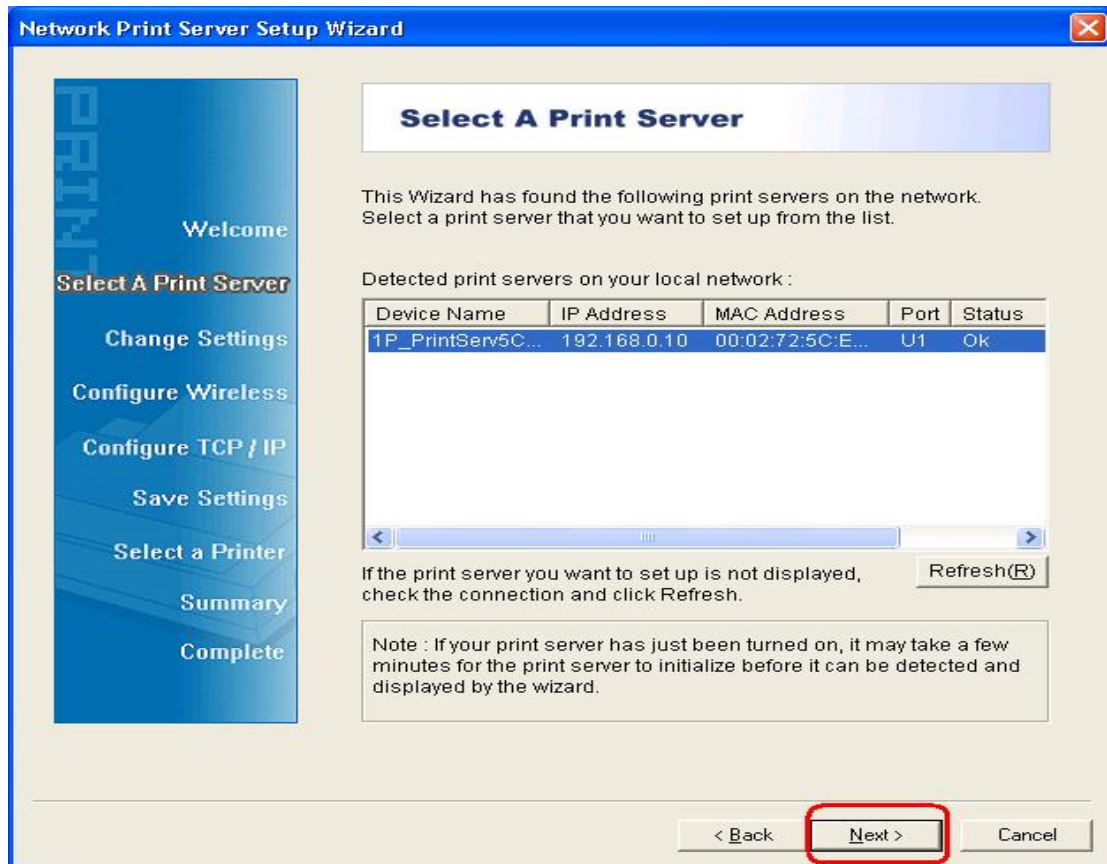 Network Print Server Setup Wizard
PRINT
Welcome
Select A Print Server
Change Settings
Configure Wireless
Configure TCP / IP
Save Settings
Select a Printer
Summary
Complete
Select A Print Server
This Wizard has found the following print servers on the network.
Select a print server that you want to set up from the list.
Detected print servers on your local network :
Device Name IP Address MAC Address Port Status
1P_PrintServ5C... 192.168.0.10 00:02:72:5C:E... U1 Ok
If the print server you want to set up is not displayed,
check the connection and click Refresh.
Refresh(R)
Note : If your print server has just been turned on, it may take a few
minutes for the print server to initialize before it can be detected and
displayed by the wizard.
< Back Next > Cancel